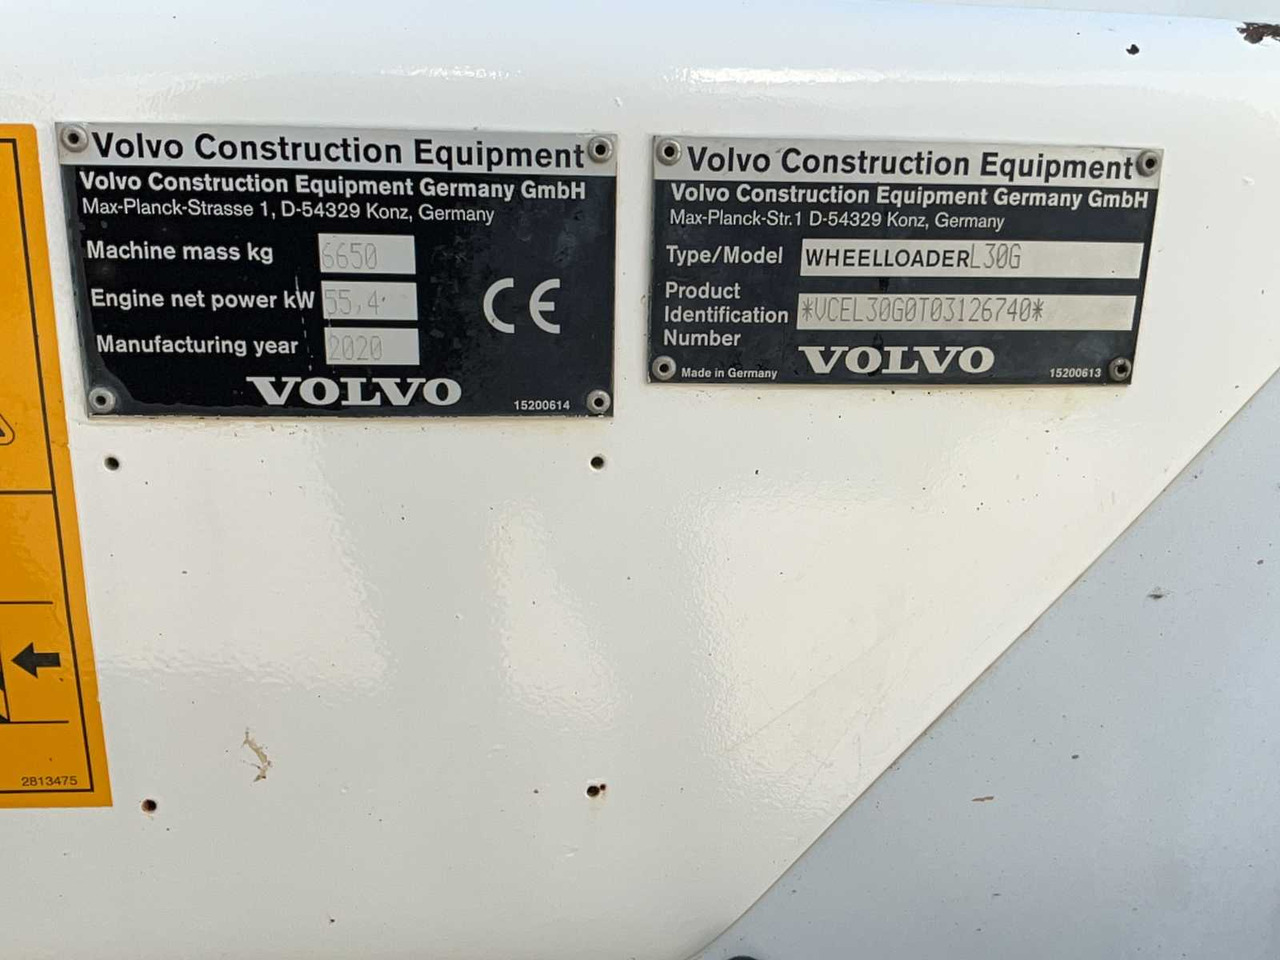 Volvo Construction Equipment
Volvo Construction Equipment Germany GmbH
Max-Planck-Strasse 1, D-54329 Konz, Germany
Machine mass kg 6650
Engine net power kW 55,4
Manufacturing year 2020
CE
VOLVO
15200614
Volvo Construction Equipment
Volvo Construction Equipment Germany GmbH
Max-Planck-Str.1 D-54329 Konz, Germany
Type/Model WHEELLOADER L30G
Product
Identification *VCEL30G0T03126740*
Number
Made in Germany VOLVO 15200613
2813475